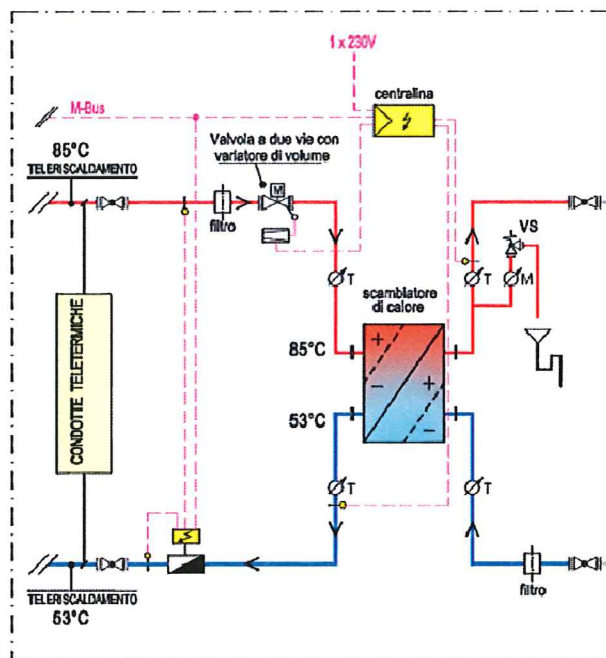 1 x 230V
centralina
M-Bus
Valvola a due vie con
variatore di volume
85°C
TELERISCALDAMENTO
M
VS
filtro
T
T
M
scambiatore
di calore
85°C
+
−
+
−
53°C
CONDOTTE TELETERMICHE
T
T
TELERISCALDAMENTO
53°C
filtro